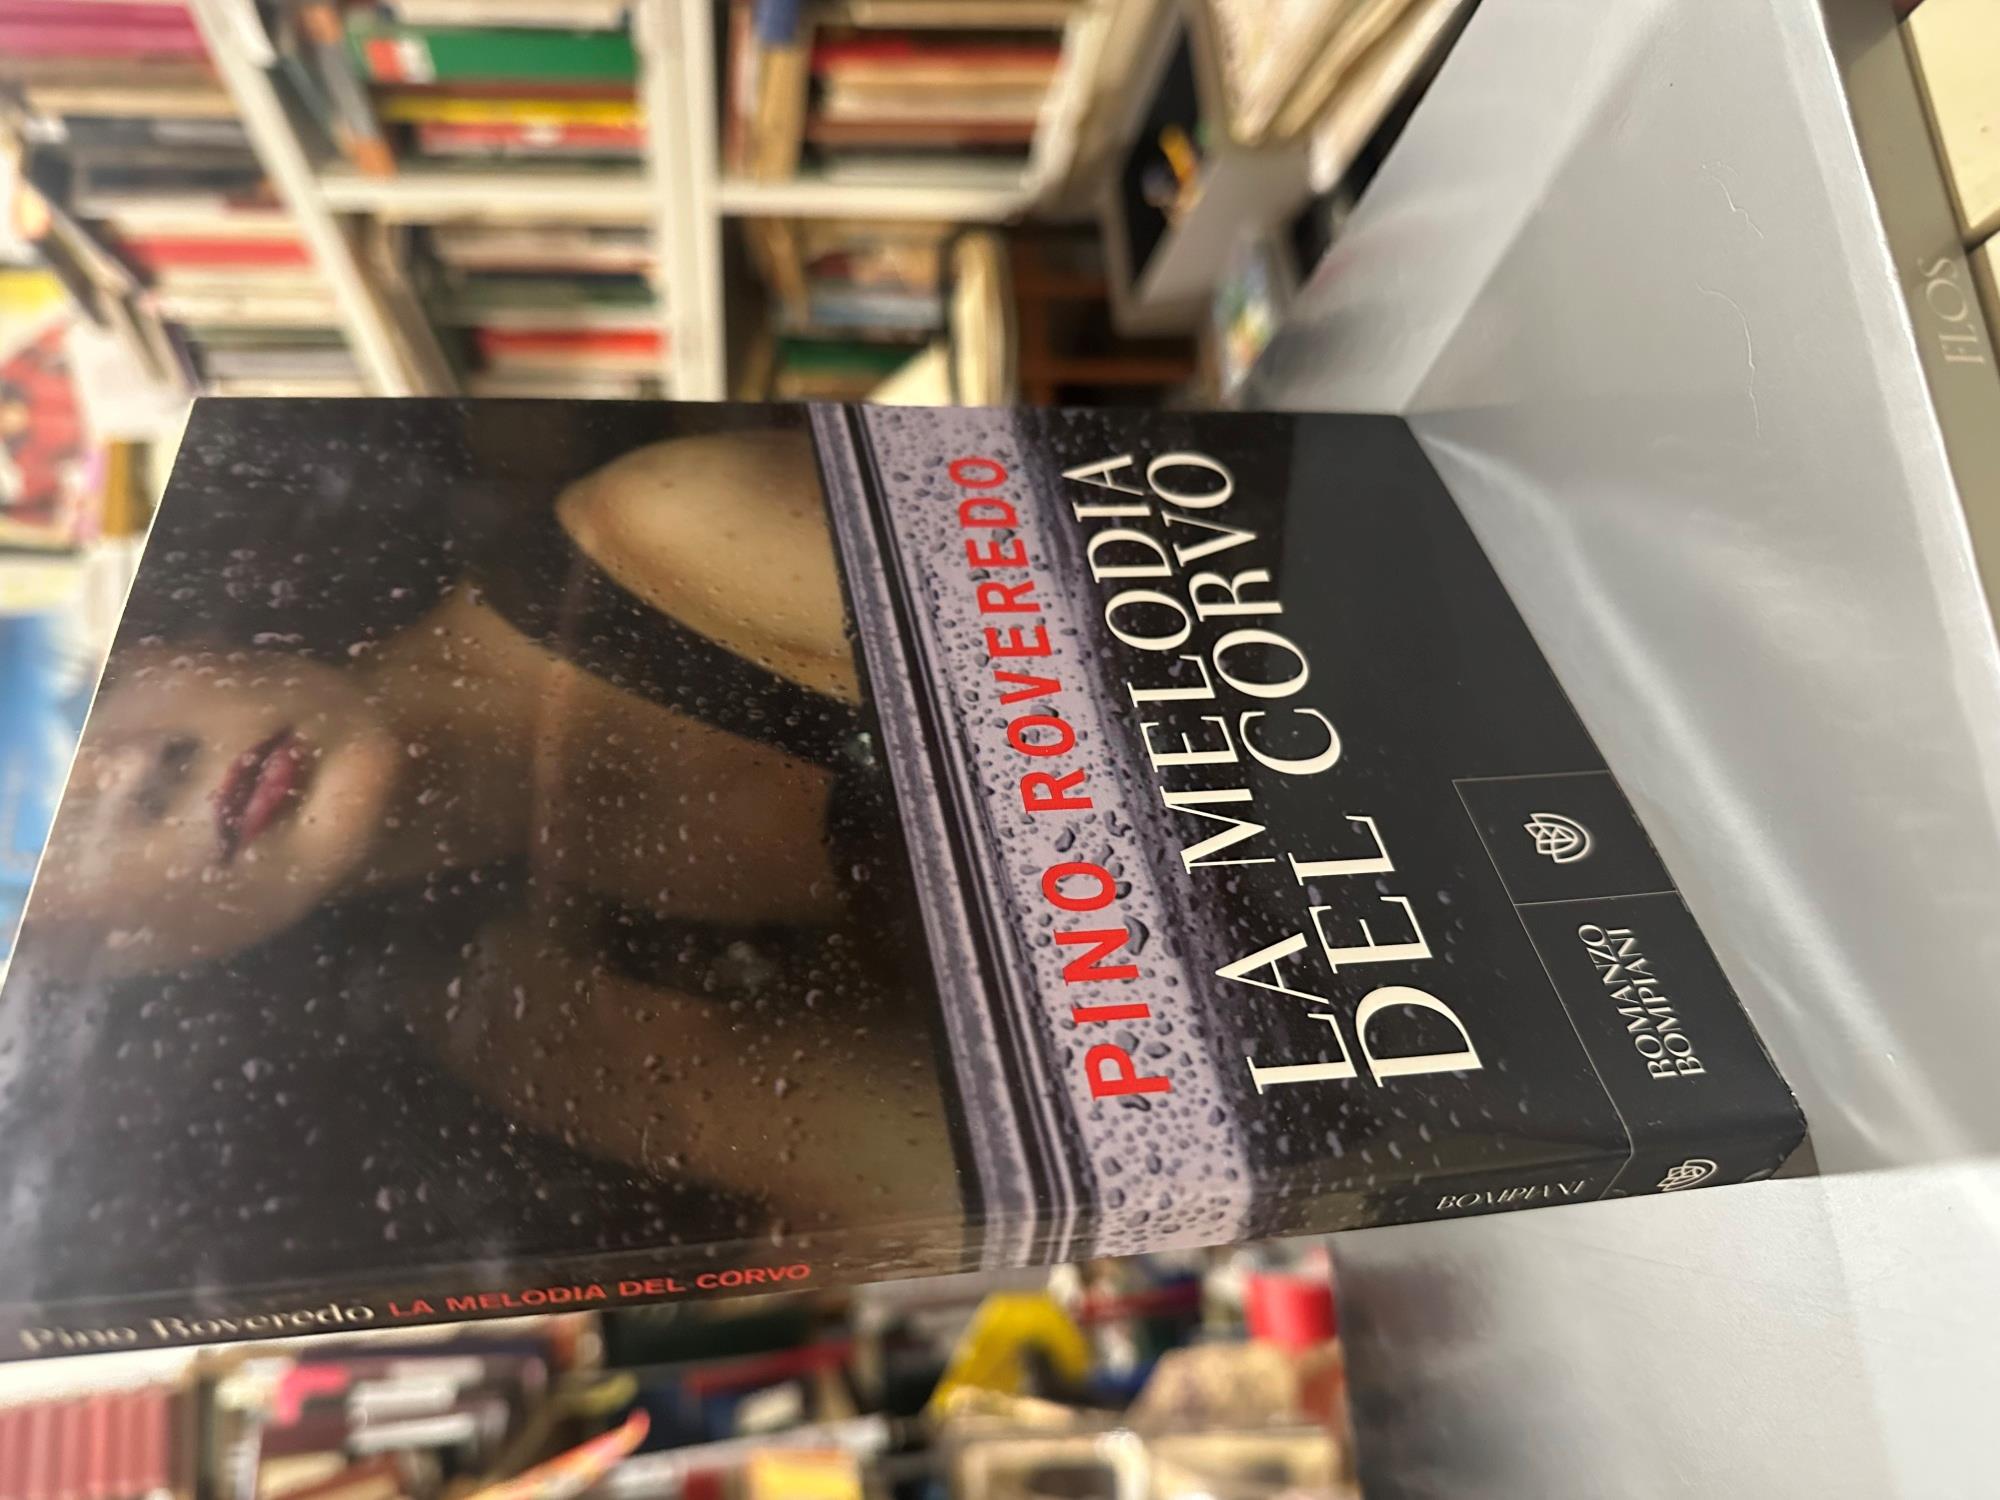 PINO ROVEREDO
LA MELODIA
DEL CORVO
ROMANZO
BOMPIANI
Pino Roveredo LA MELODIA DEL CORVO
BOMPIANI
FLOS